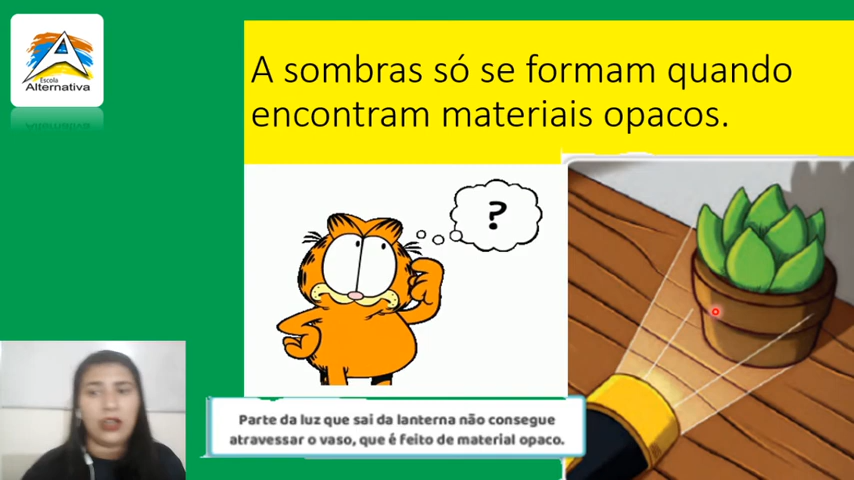 Escola
Alternativa
A sombras só se formam quando
encontram materiais opacos.
?
Parte da luz que sai da lanterna não consegue
atravessar o vaso, que é feito de material opaco.